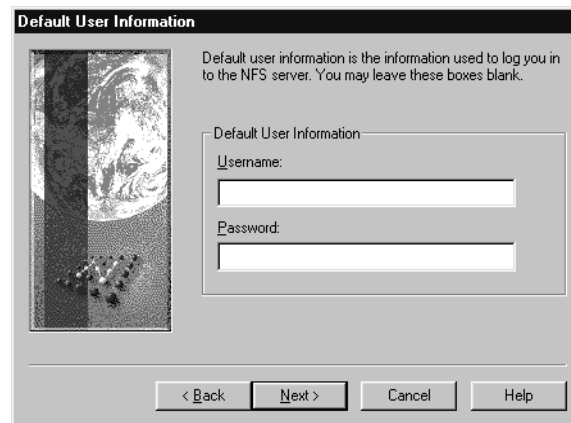 Default User Information
Default user information is the information used to log you in
to the NFS server. You may leave these boxes blank.
Default User Information
Username:
Password:
< Back
Next >
Cancel
Help